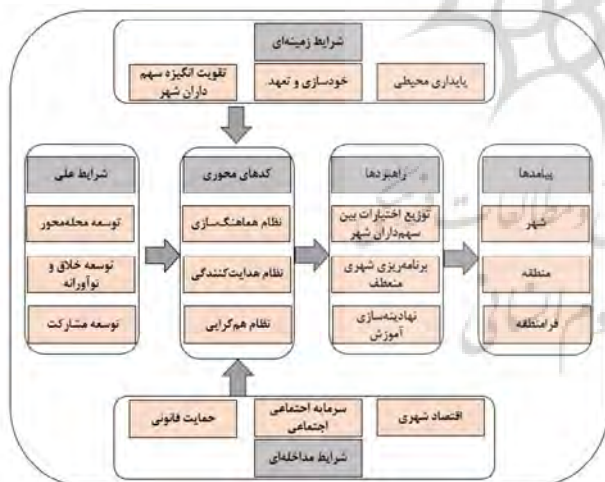 شرایط زمینه‌ای
پایداری محیطی
خودسازی و تعهد
تقویت انگیزه سهم
داران شهر
شرایط علی
توسعه محله‌محور
توسعه خلاق و
نوآورانه
توسعه مشارکت
کدهای محوری
نظام هماهنگ‌سازی
نظام هدایت‌کنندگی
نظام هم‌گرایی
راهبردها
توزیع اختیارات بین
سهم‌داران شهر
برنامه‌ریزی شهری
منعطف
نهادینه‌سازی
آموزش
پیامدها
شهر
منطقه
فرامنطقه
اقتصاد شهری
سرمایه اجتماعی
اجتماعی
حمایت قانونی
شرایط مداخله‌ای